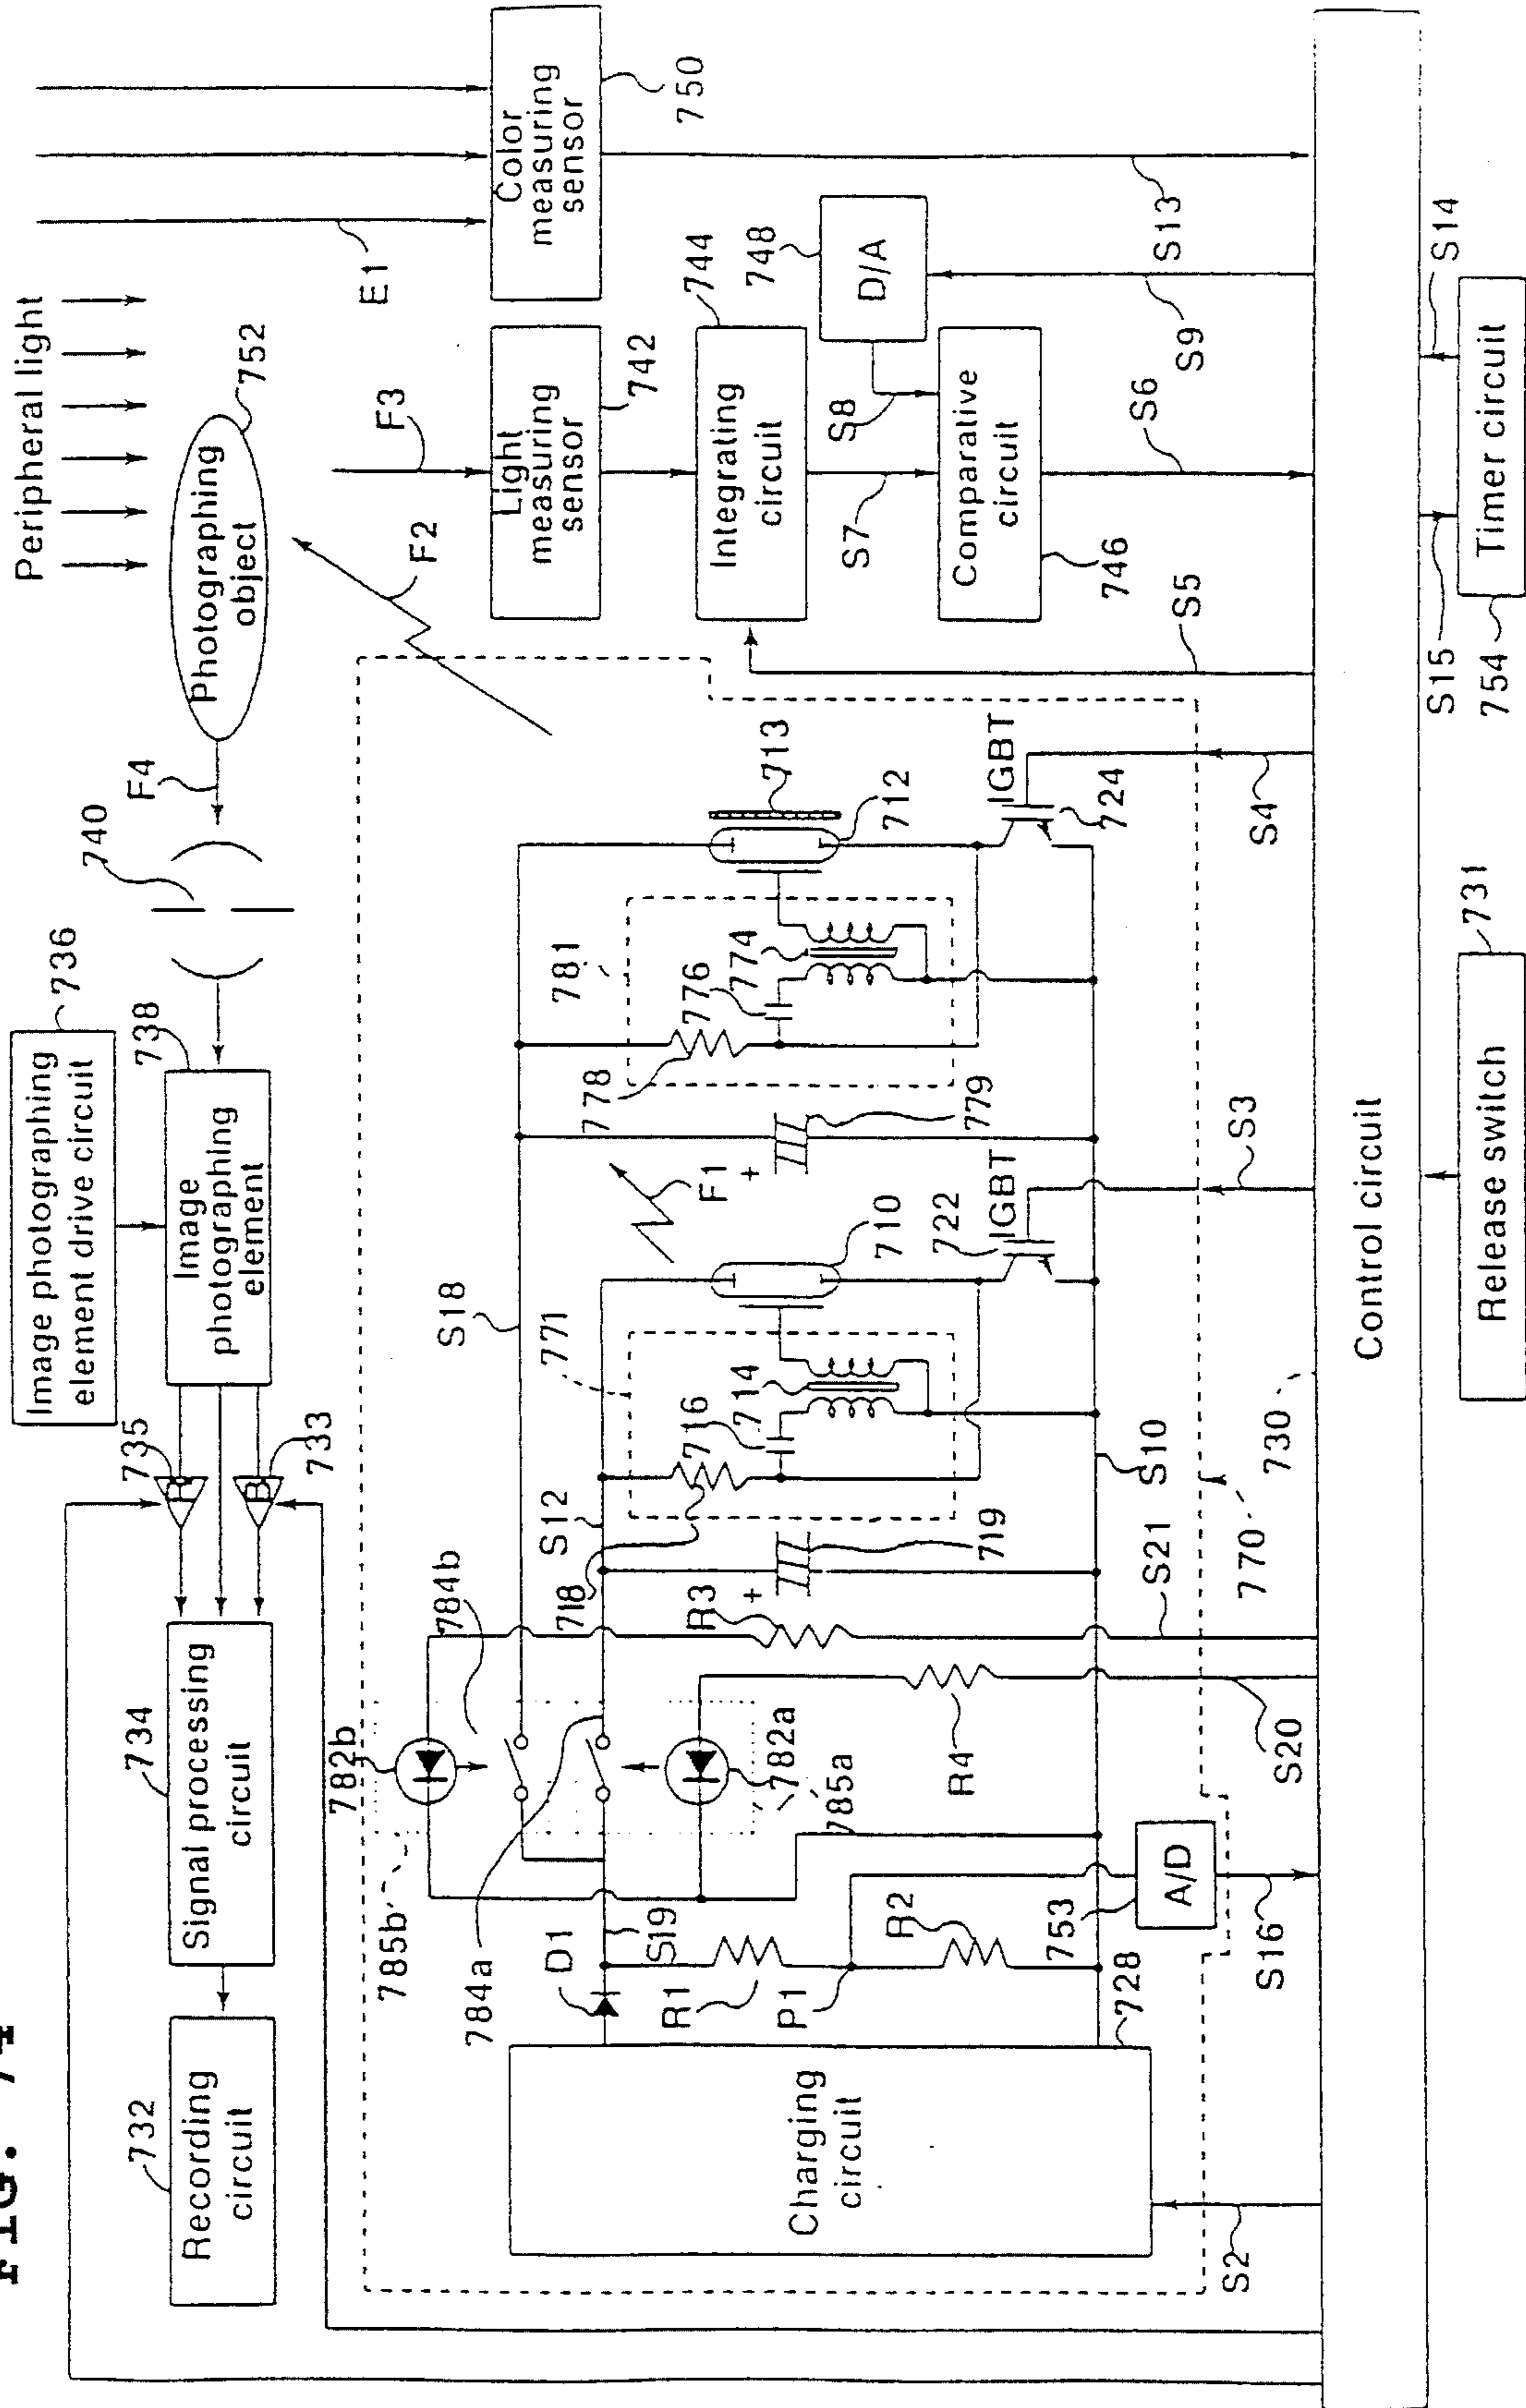 FIG. 74
Peripheral light
Image photographing
element drive circuit
736
740
F4
Photographing
object
752
E1
738
Image
photographing
element
735
R
B
733
734
Signal processing
circuit
732
Recording
circuit
F2
F3
Light
measuring
sensor
742
Color
measuring
sensor
750
744
Integrating
circuit
748
D/A
S7
S8
Comparative
circuit
746
S5
S6
S9
S13
785b
782b
784b
784a
782a
785a
S18
S12
S19
D1
R1
P1
R2
R3
R4
718
719
+
771
716
714
710
F1
+
722
IGBT
778
779
781
776
774
713
712
IGBT
724
Charging
circuit
728
753
A/D
S16
S20
S21
S10
770
730
S2
S3
S4
Control circuit
Release switch
731
S15
754
Timer circuit
S14